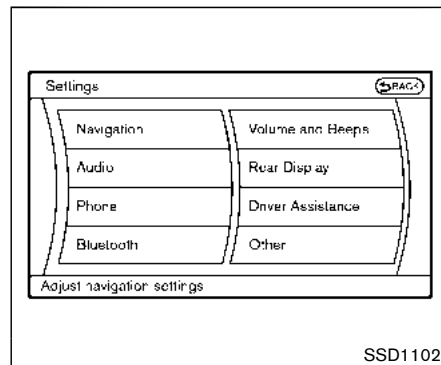 Settings
BACK
Navigation
Volume and Beeps
Audio
Rear Display
Phone
Driver Assistance
Bluetooth
Other
Adjust navigation settings
SSD1102